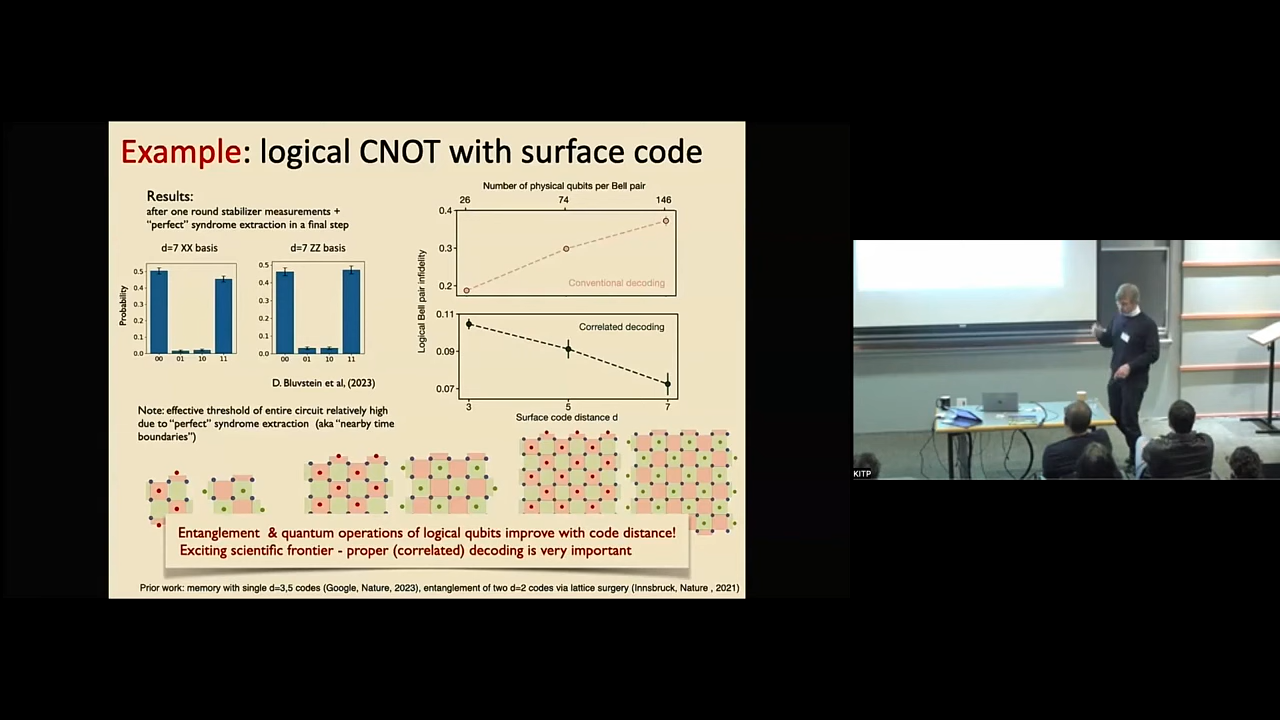 Example: logical CNOT with surface code
Results:
after one round stabilizer measurements +
"perfect" syndrome extraction in a final step
d=7 XX basis
d=7 ZZ basis
Probability
0.5
0.4
0.3
0.2
0.1
0.0
00 01 10 11
0.5
0.4
0.3
0.2
0.1
0.0
00 01 10 11
D. Bluvstein et al, (2023)
Note: effective threshold of entire circuit relatively high
due to "perfect" syndrome extraction (aka "nearby time
boundaries")
Number of physical qubits per Bell pair
26 74 146
0.4
0.3
0.2
Conventional decoding
Logical Bell pair infidelity
0.11
0.09
0.07
Correlated decoding
3 5 7
Surface code distance d
Entanglement & quantum operations of logical qubits improve with code distance!
Exciting scientific frontier - proper (correlated) decoding is very important
Prior work: memory with single d=3,5 codes (Google, Nature, 2023), entanglement of two d=2 codes via lattice surgery (Innsbruck, Nature , 2021)
KITP